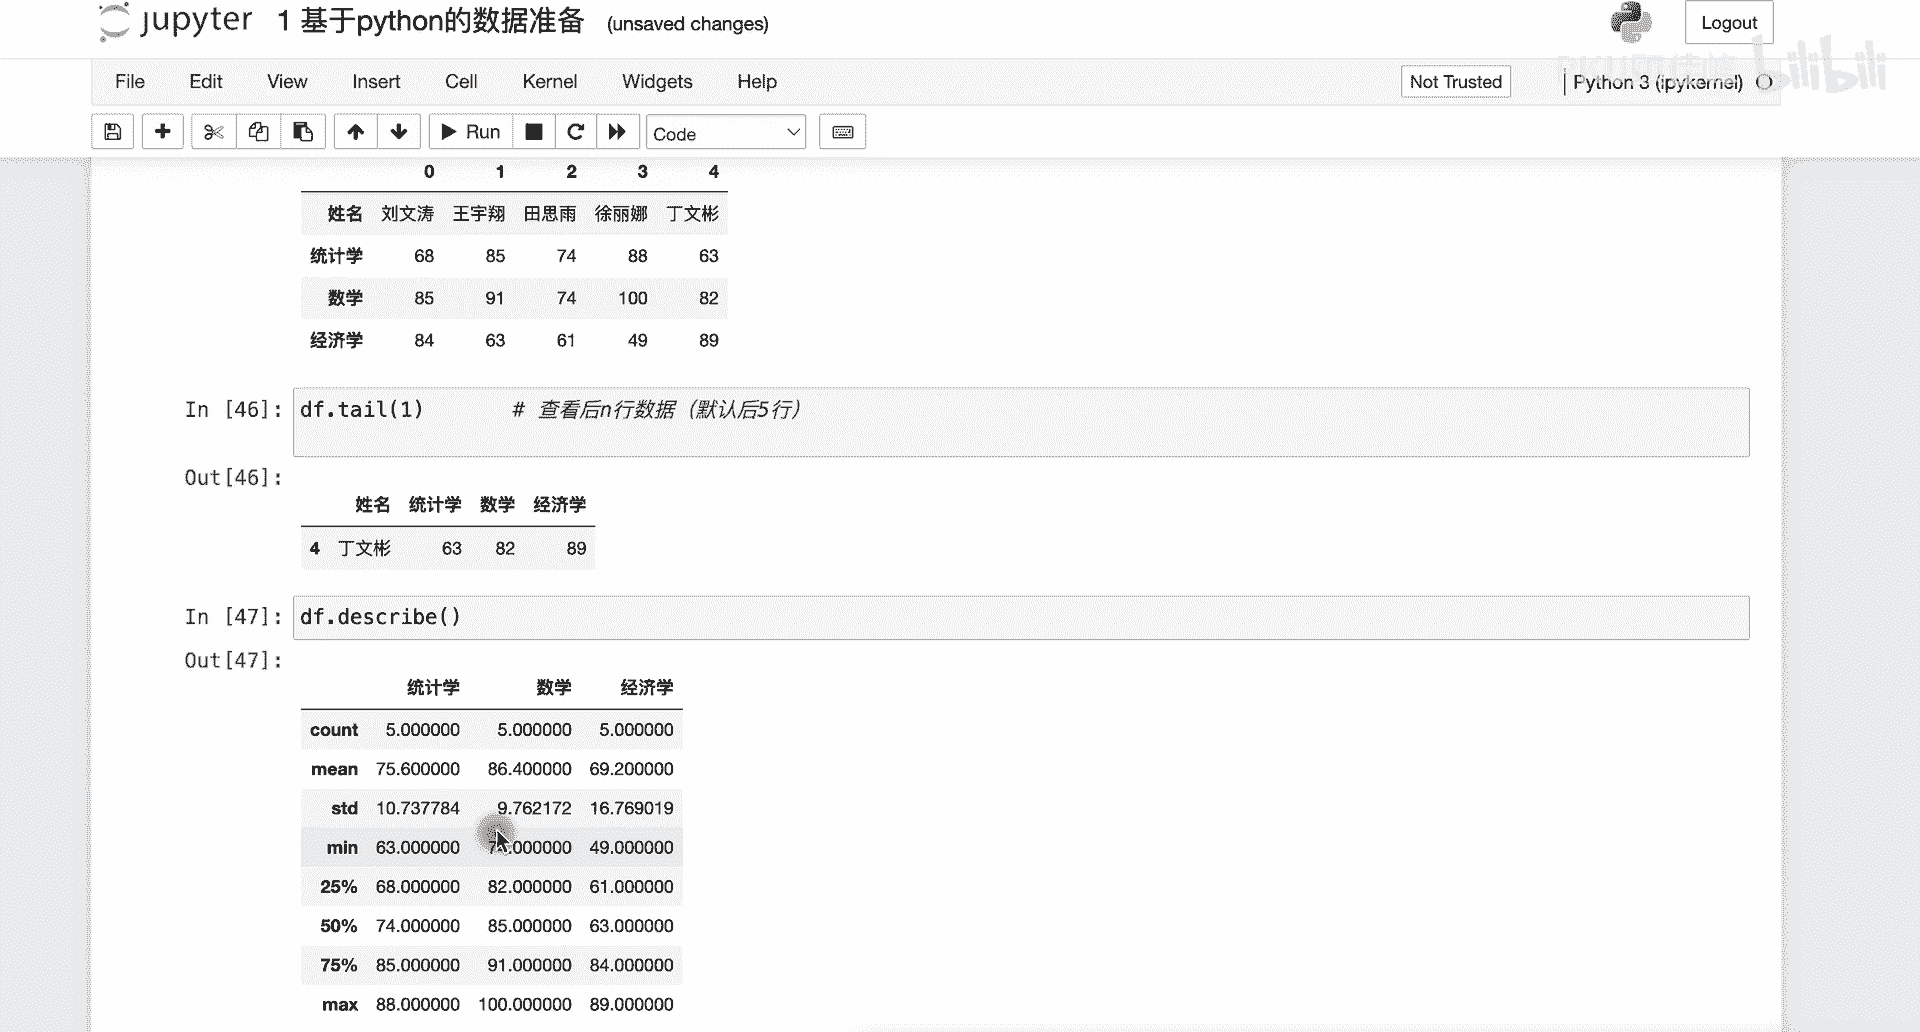 jupyter 1 基于python的数据准备 (unsaved changes)
Logout
bilibili
File Edit View Insert Cell Kernel Widgets Help
Not Trusted
Python 3 (ipykernel)
Run
Code
0 1 2 3 4
姓名 刘文涛 王宇翔 田思雨 徐丽娜 丁文彬
统计学 68 85 74 88 63
数学 85 91 74 100 82
经济学 84 63 61 49 89
In [46]: df.tail(1) # 查看后n行数据（默认后5行）
Out[46]:
姓名 统计学 数学 经济学
4 丁文彬 63 82 89
In [47]: df.describe()
Out[47]:
统计学 数学 经济学
count 5.000000 5.000000 5.000000
mean 75.600000 86.400000 69.200000
std 10.737784 9.762172 16.769019
min 63.000000 .000000 49.000000
25% 68.000000 82.000000 61.000000
50% 74.000000 85.000000 63.000000
75% 85.000000 91.000000 84.000000
max 88.000000 100.000000 89.000000